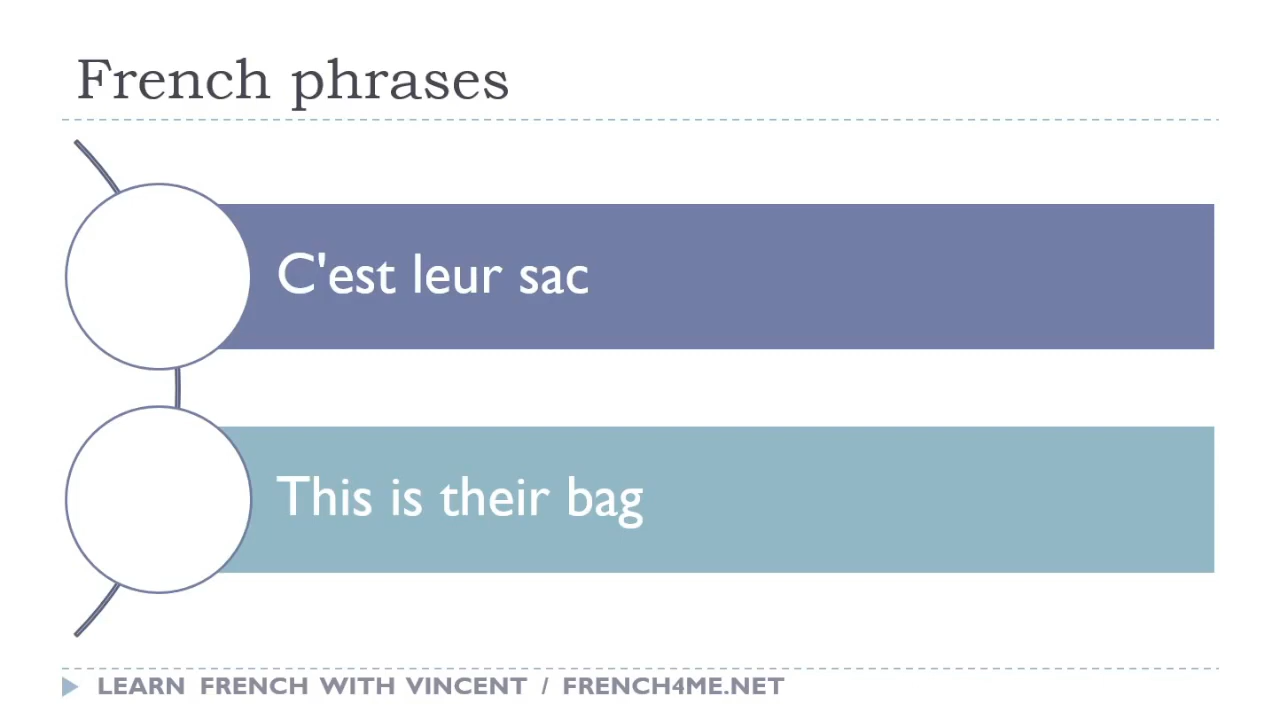 French phrases
C'est leur sac
This is their bag
LEARN FRENCH WITH VINCENT / FRENCH4ME.NET